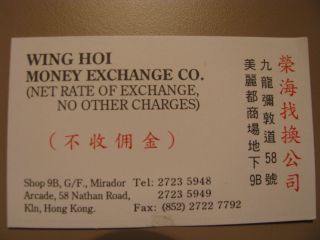 WING HOI
MONEY EXCHANGE CO.
(NET RATE OF EXCHANGE,
NO OTHER CHARGES)
(不收佣金)
Shop 9B, G/F., Mirador
Arcade, 58 Nathan Road,
Kln, Hong Kong.
Tel: 2723 5948
2723 5949
Fax: (852) 2722 7792
榮海找換公司
九龍彌敦道58號
美麗都商場地下9B